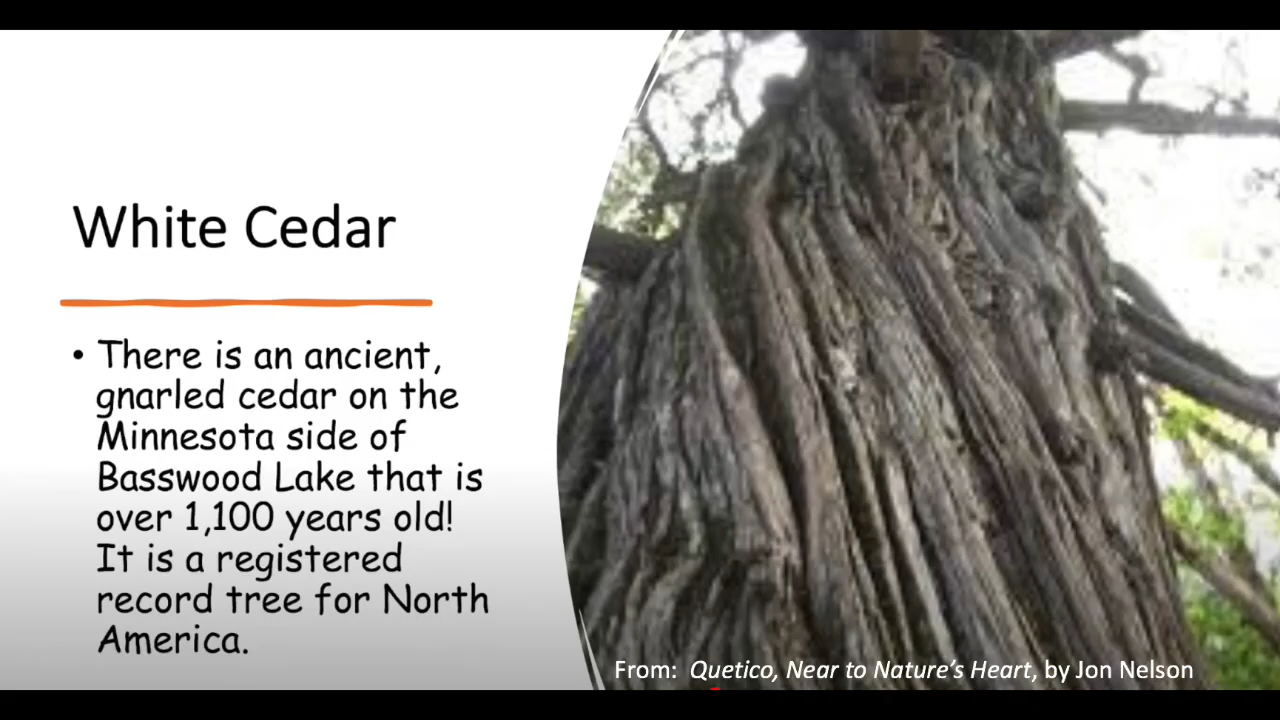 White Cedar
• There is an ancient,
gnarled cedar on the
Minnesota side of
Basswood Lake that is
over 1,100 years old!
It is a registered
record tree for North
America.
From: Quetico, Near to Nature's Heart, by Jon Nelson